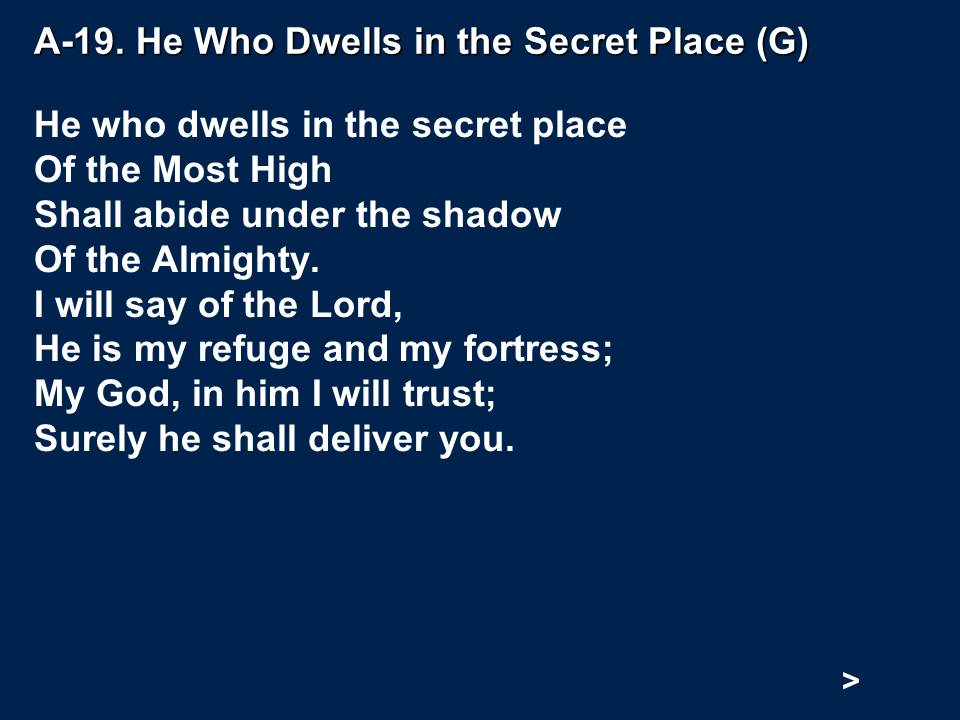 A-19. He Who Dwells in the Secret Place (G)
He who dwells in the secret place
Of the Most High
Shall abide under the shadow
Of the Almighty.
I will say of the Lord,
He is my refuge and my fortress;
My God, in him I will trust;
Surely he shall deliver you.
>